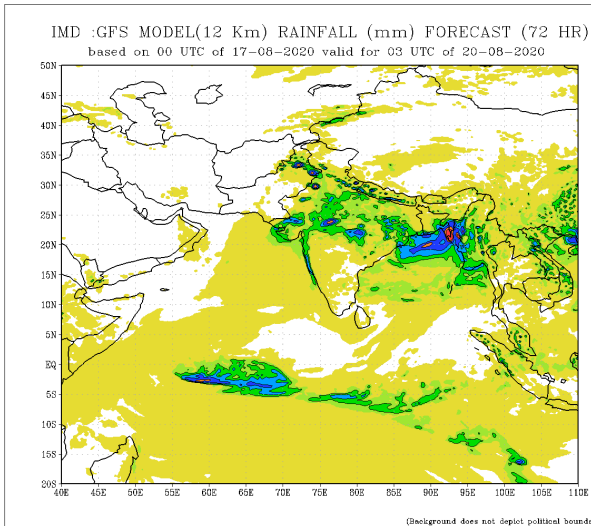 IMD :GFS MODEL(12 Km) RAINFALL (mm) FORECAST (72 HR)
based on 00 UTC of 17-08-2020 valid for 03 UTC of 20-08-2020
50N
45N
40N
35N
30N
25N
20N
15N
10N
5N
EQ
5S
10S
15S
20S
40E 45E 50E 55E 60E 65E 70E 75E 80E 85E 90E 95E 100E 105E 110E
(Background does not depict political bounda